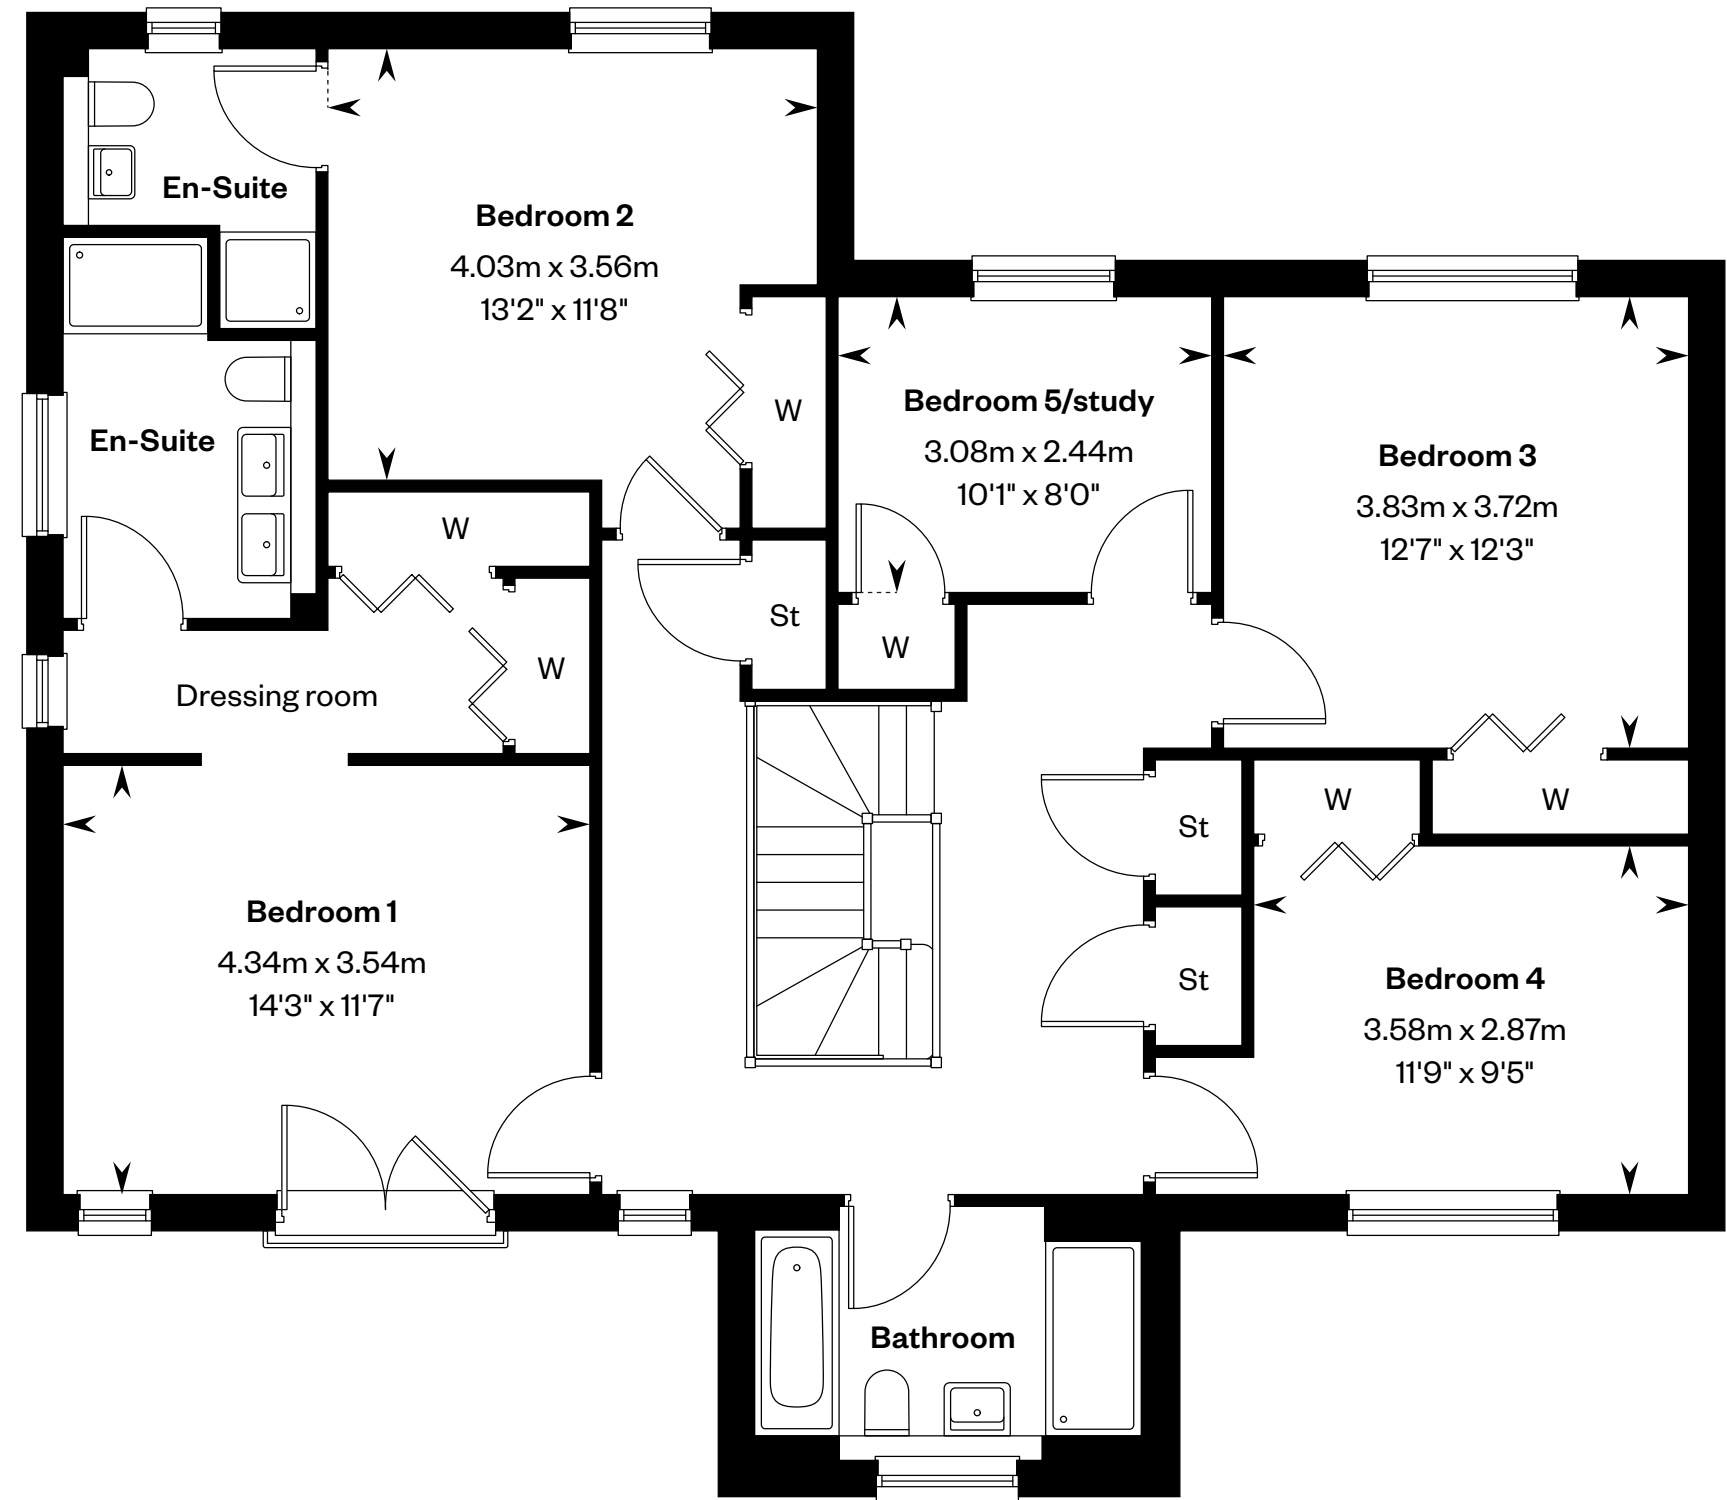 En-Suite
Bedroom 2
4.03m x 3.56m
13'2" x 11'8"
W
En-Suite
Bedroom 5/study
3.08m x 2.44m
10'1" x 8'0"
Bedroom 3
3.83m x 3.72m
12'7" x 12'3"
W
St
W
W
Dressing room
W
W
St
Bedroom 1
4.34m x 3.54m
14'3" x 11'7"
St
Bedroom 4
3.58m x 2.87m
11'9" x 9'5"
W
Bathroom